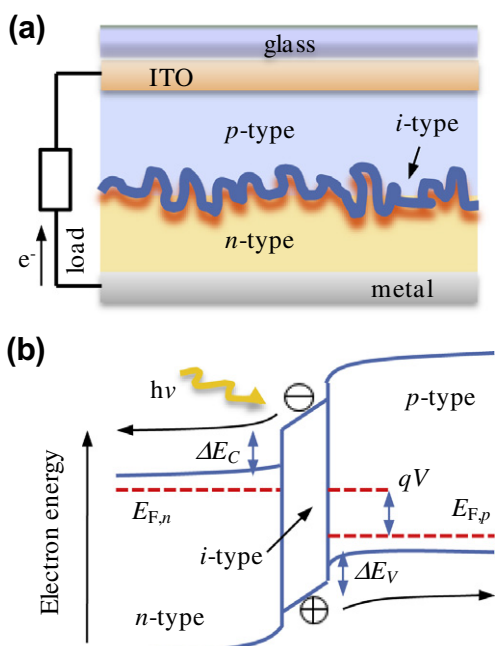 (a)
glass
ITO
p-type
i-type
n-type
e⁻
load
metal
(b)
hν
p-type
ΔE_C
qV
E_F,n
E_F,p
i-type
ΔE_V
n-type
Electron energy